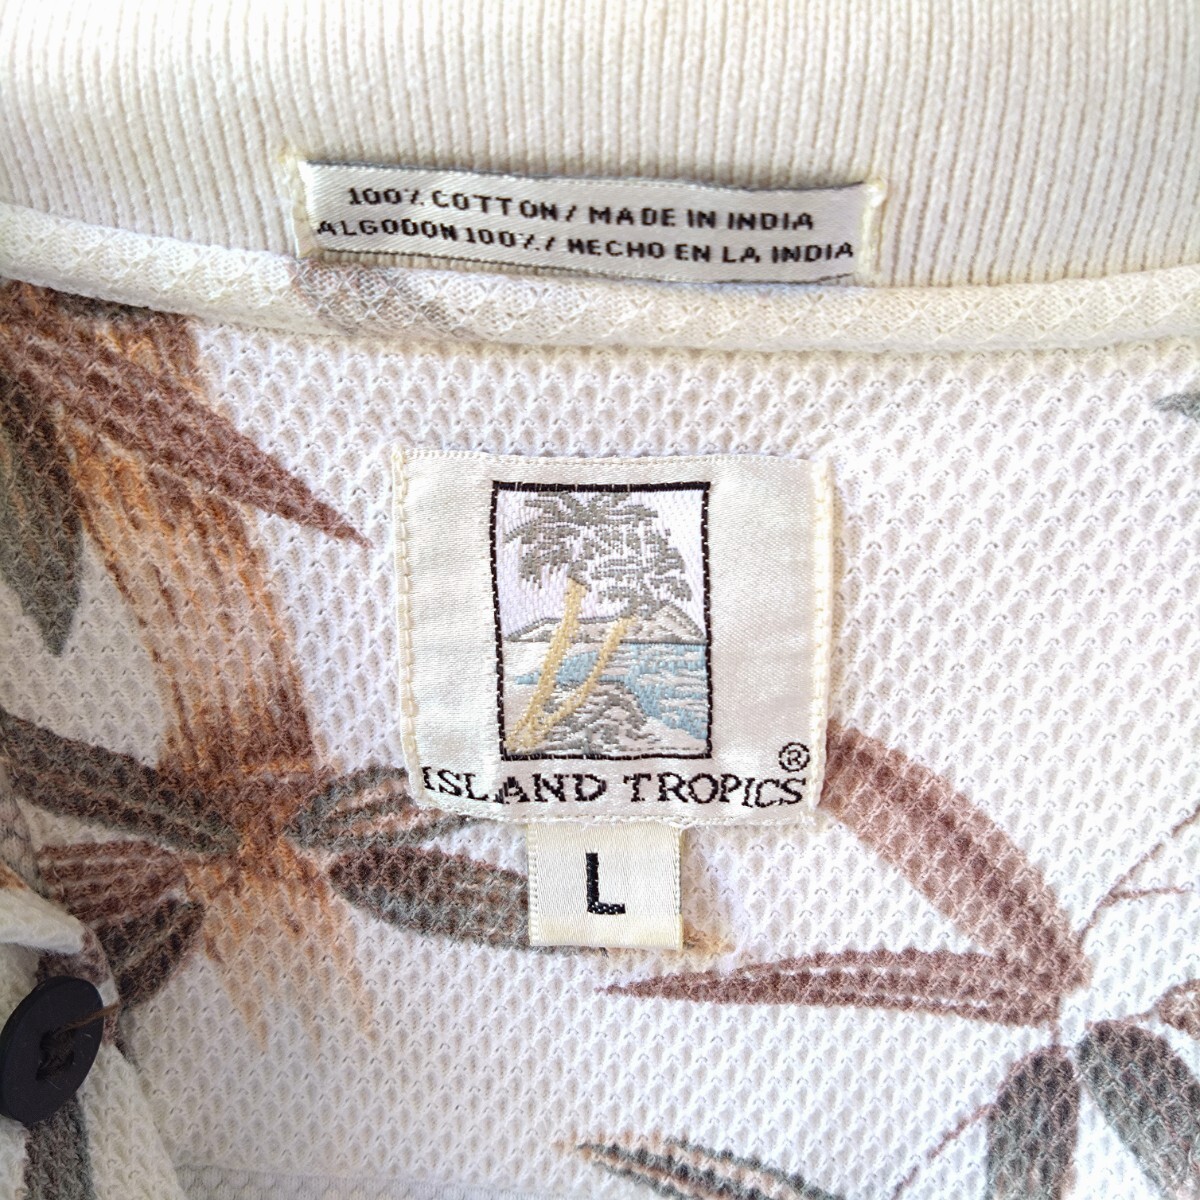 100% COTTON / MADE IN INDIA
ALGODON 100% / HECHO EN LA INDIA
ISLAND TROPICS®
L